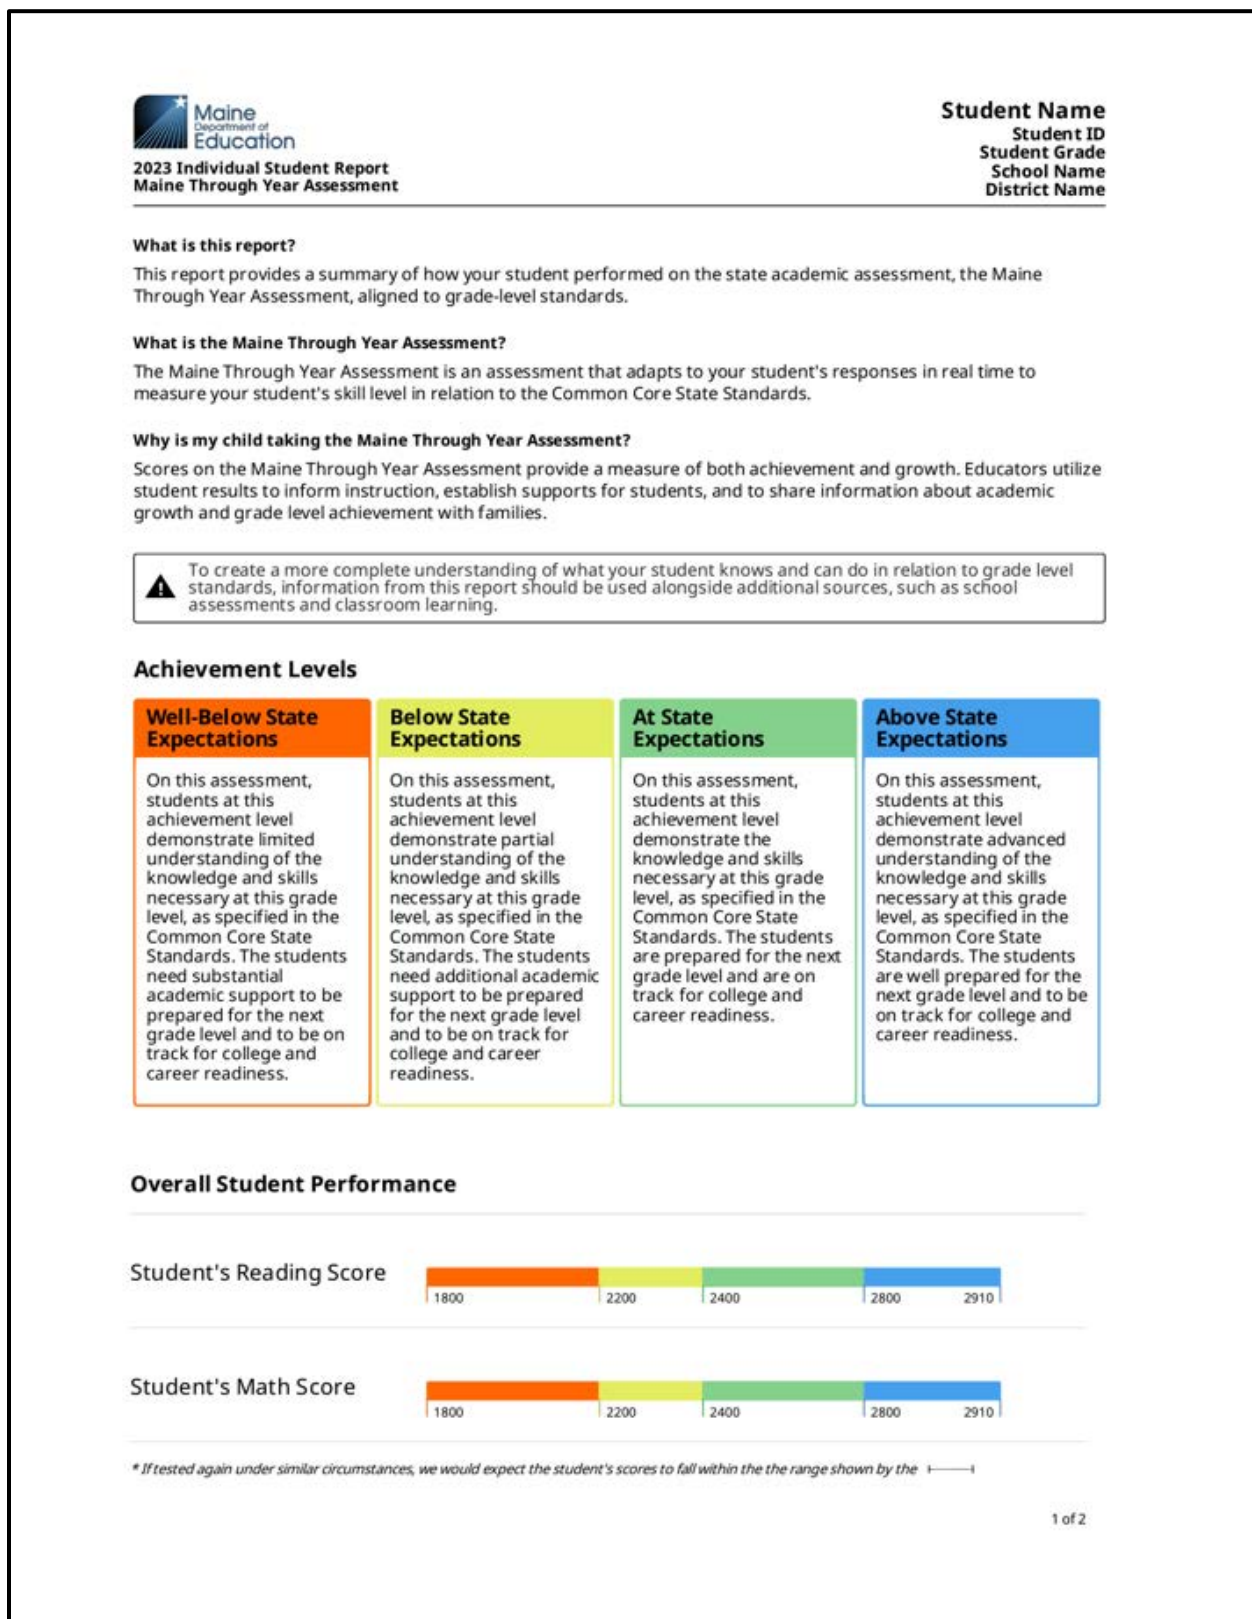 Maine
Department of
Education
2023 Individual Student Report
Maine Through Year Assessment
Student Name
Student ID
Student Grade
School Name
District Name
What is this report?
This report provides a summary of how your student performed on the state academic assessment, the Maine
Through Year Assessment, aligned to grade-level standards.
What is the Maine Through Year Assessment?
The Maine Through Year Assessment is an assessment that adapts to your student's responses in real time to
measure your student's skill level in relation to the Common Core State Standards.
Why is my child taking the Maine Through Year Assessment?
Scores on the Maine Through Year Assessment provide a measure of both achievement and growth. Educators utilize
student results to inform instruction, establish supports for students, and to share information about academic
growth and grade level achievement with families.
To create a more complete understanding of what your student knows and can do in relation to grade level
standards, information from this report should be used alongside additional sources, such as school
assessments and classroom learning.
Achievement Levels
Well-Below State
Expectations
On this assessment,
students at this
achievement level
demonstrate limited
understanding of the
knowledge and skills
necessary at this grade
level, as specified in the
Common Core State
Standards. The students
need substantial
academic support to be
prepared for the next
grade level and to be on
track for college and
career readiness.
Below State
Expectations
On this assessment,
students at this
achievement level
demonstrate partial
understanding of the
knowledge and skills
necessary at this grade
level, as specified in the
Common Core State
Standards. The students
need additional academic
support to be prepared
for the next grade level
and to be on track for
college and career
readiness.
At State
Expectations
On this assessment,
students at this
achievement level
demonstrate the
knowledge and skills
necessary at this grade
level, as specified in the
Common Core State
Standards. The students
are prepared for the next
grade level and are on
track for college and
career readiness.
Above State
Expectations
On this assessment,
students at this
achievement level
demonstrate advanced
understanding of the
knowledge and skills
necessary at this grade
level, as specified in the
Common Core State
Standards. The students
are well prepared for the
next grade level and to be
on track for college and
career readiness.
Overall Student Performance
Student's Reading Score
1800 2200 2400 2800 2910
Student's Math Score
1800 2200 2400 2800 2910
* If tested again under similar circumstances, we would expect the student's scores to fall within the the range shown by the
1 of 2